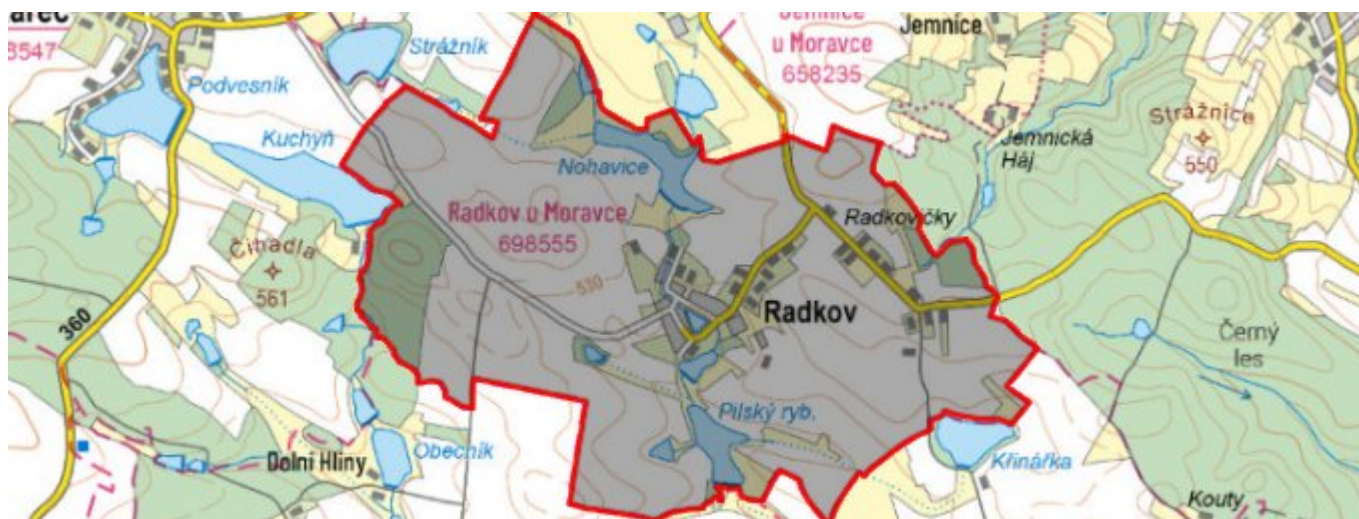 8547
Strážník
Podvesník
Kuchyň
u Moravce
658235
Jemnice
Strážnice
550
Jemnická
Háj
Nohavice
Radkov u Moravce
698555
Radkovičky
Čihadla
561
530
Radkov
360
Černý
les
Pilský ryb.
Dolní Hliny
Obecník
Křinářka
Kouty